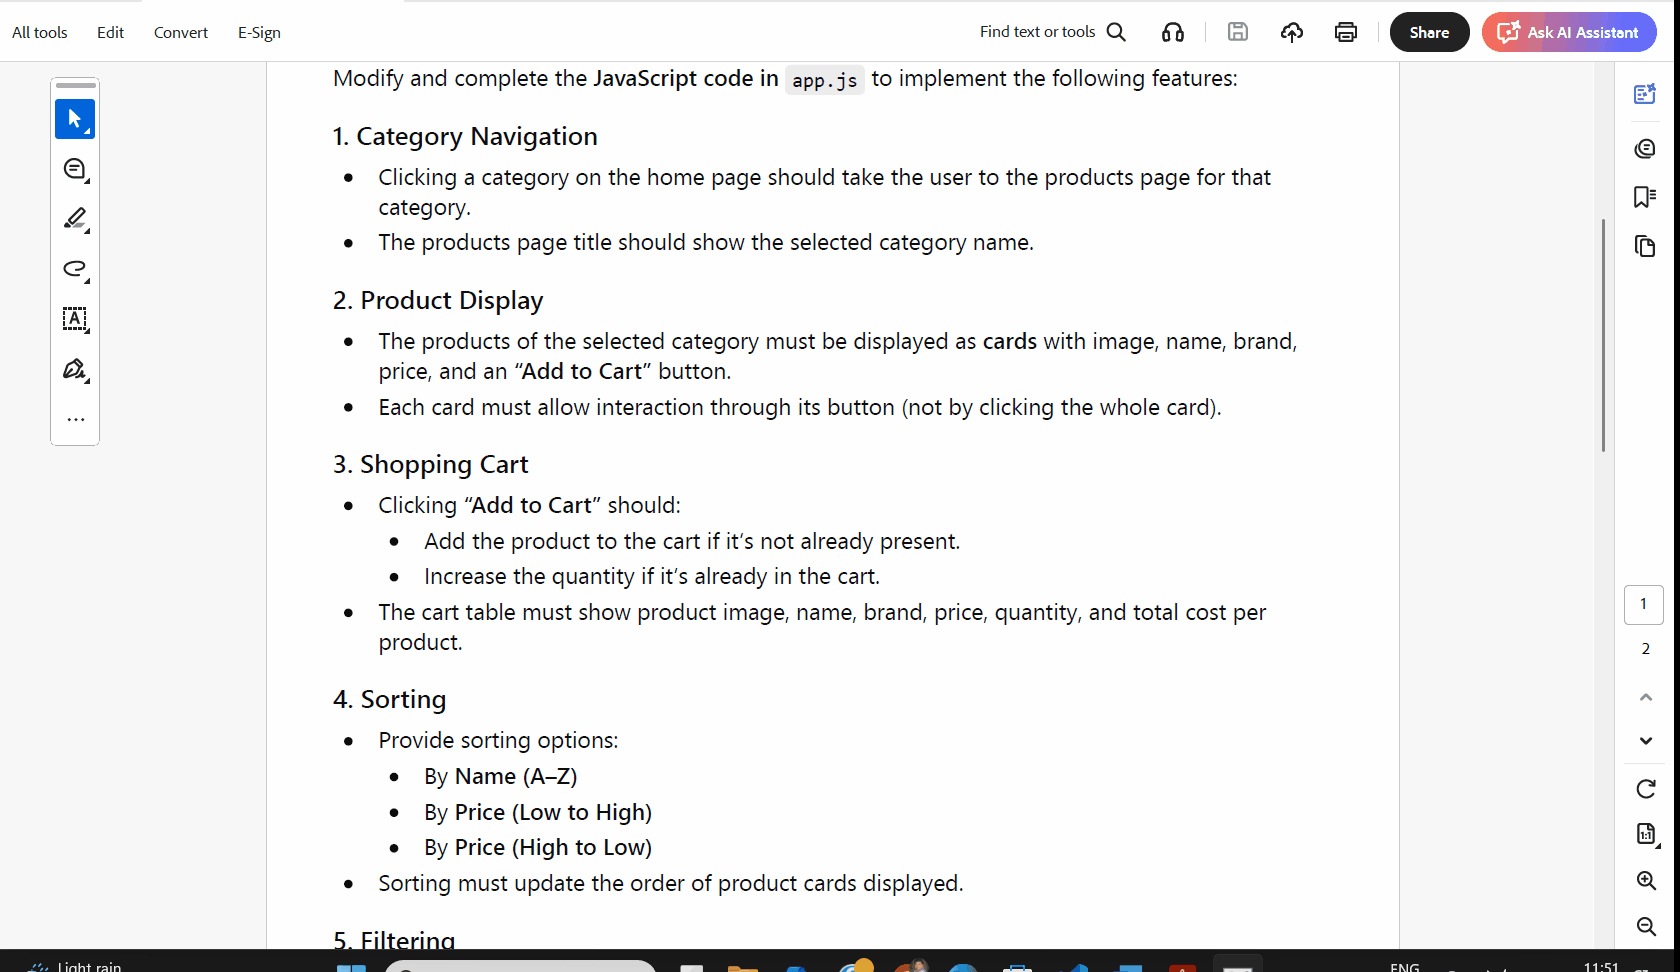 All tools Edit Convert E-Sign Find text or tools Share Ask AI Assistant
Modify and complete the JavaScript code in app.js to implement the following features:
1. Category Navigation
• Clicking a category on the home page should take the user to the products page for that
category.
• The products page title should show the selected category name.
2. Product Display
• The products of the selected category must be displayed as cards with image, name, brand,
price, and an “Add to Cart” button.
• Each card must allow interaction through its button (not by clicking the whole card).
3. Shopping Cart
• Clicking “Add to Cart” should:
• Add the product to the cart if it’s not already present.
• Increase the quantity if it’s already in the cart.
• The cart table must show product image, name, brand, price, quantity, and total cost per
product.
4. Sorting
• Provide sorting options:
• By Name (A–Z)
• By Price (Low to High)
• By Price (High to Low)
• Sorting must update the order of product cards displayed.
5. Filtering
1
2
Light rain
ENG
11:51